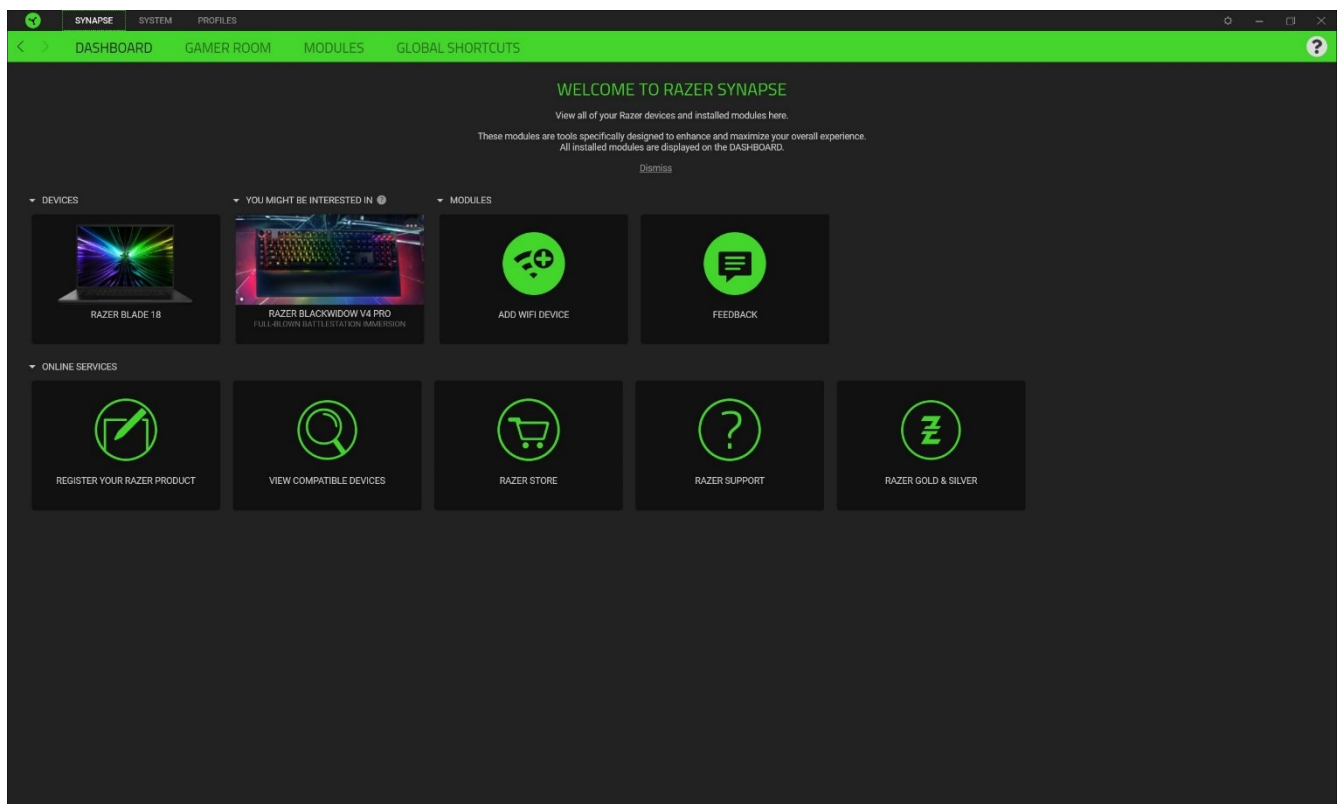 SYNAPSE SYSTEM PROFILES
DASHBOARD GAMER ROOM MODULES GLOBAL SHORTCUTS
?
WELCOME TO RAZER SYNAPSE
View all of your Razer devices and installed modules here.
These modules are tools specifically designed to enhance and maximize your overall experience.
All installed modules are displayed on the DASHBOARD.
Dismiss
DEVICES
YOU MIGHT BE INTERESTED IN ?
MODULES
RAZER BLADE 18
RAZER BLACKWIDOW V4 PRO
FULL-BLOWN BATTLESTATION IMMERSION
ADD WIFI DEVICE
FEEDBACK
ONLINE SERVICES
REGISTER YOUR RAZER PRODUCT
VIEW COMPATIBLE DEVICES
RAZER STORE
RAZER SUPPORT
RAZER GOLD & SILVER